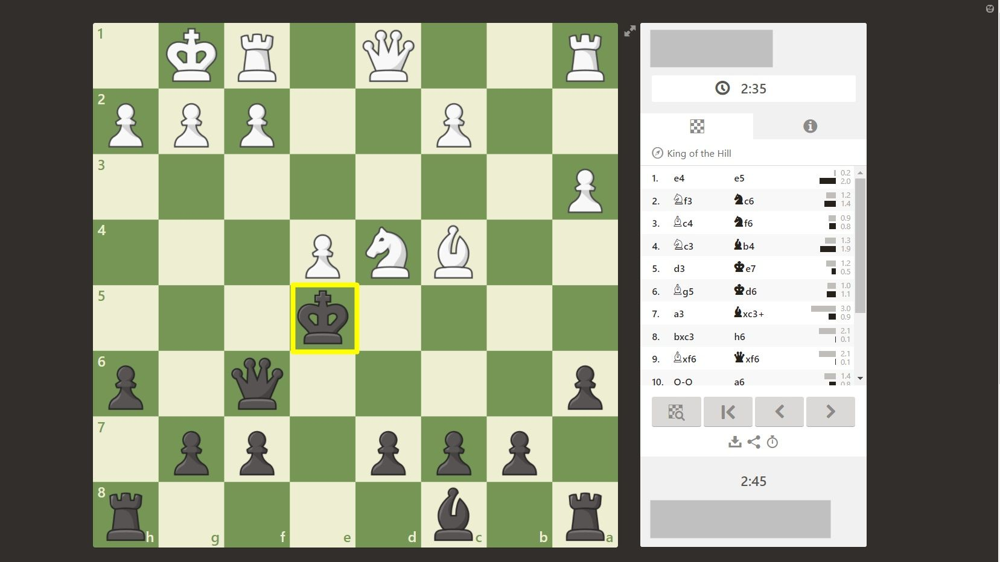 1
2
3
4
5
6
7
8
h g f e d c b a
2:35
King of the Hill
1. e4 e5 0.2
2.0
2. ♘f3 ♞c6 1.2
1.4
3. ♗c4 ♞f6 0.9
0.8
4. ♘c3 ♝b4 1.3
1.9
5. d3 ♚e7 1.2
0.5
6. ♗g5 ♚d6 1.0
1.1
7. a3 ♝xc3+ 3.0
0.9
8. bxc3 h6 2.1
0.1
9. ♗xf6 ♛xf6 2.1
0.1
10. O-O a6 1.4
0.8
2:45